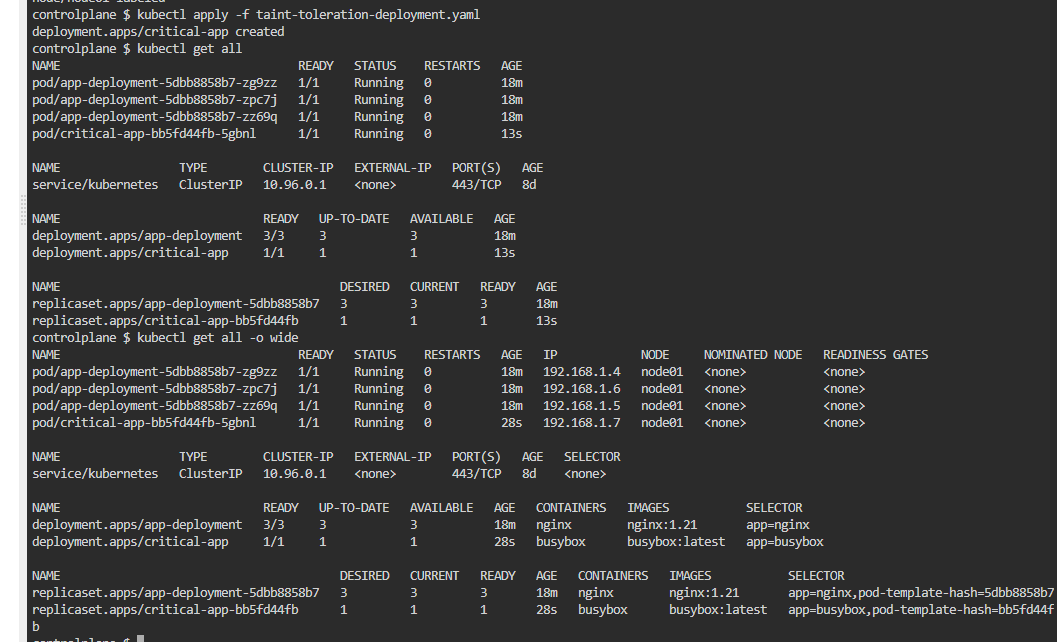 controlplane $ kubectl apply -f taint-toleration-deployment.yaml
deployment.apps/critical-app created
controlplane $ kubectl get all
NAME READY STATUS RESTARTS AGE
pod/app-deployment-5dbb8858b7-zg9zz 1/1 Running 0 18m
pod/app-deployment-5dbb8858b7-zpc7j 1/1 Running 0 18m
pod/app-deployment-5dbb8858b7-zz69q 1/1 Running 0 18m
pod/critical-app-bb5fd44fb-5gbnl 1/1 Running 0 13s
NAME TYPE CLUSTER-IP EXTERNAL-IP PORT(S) AGE
service/kubernetes ClusterIP 10.96.0.1 <none> 443/TCP 8d
NAME READY UP-TO-DATE AVAILABLE AGE
deployment.apps/app-deployment 3/3 3 3 18m
deployment.apps/critical-app 1/1 1 1 13s
NAME DESIRED CURRENT READY AGE
replicaset.apps/app-deployment-5dbb8858b7 3 3 3 18m
replicaset.apps/critical-app-bb5fd44fb 1 1 1 13s
controlplane $ kubectl get all -o wide
NAME READY STATUS RESTARTS AGE IP NODE NOMINATED NODE READINESS GATES
pod/app-deployment-5dbb8858b7-zg9zz 1/1 Running 0 18m 192.168.1.4 node01 <none> <none>
pod/app-deployment-5dbb8858b7-zpc7j 1/1 Running 0 18m 192.168.1.6 node01 <none> <none>
pod/app-deployment-5dbb8858b7-zz69q 1/1 Running 0 18m 192.168.1.5 node01 <none> <none>
pod/critical-app-bb5fd44fb-5gbnl 1/1 Running 0 28s 192.168.1.7 node01 <none> <none>
NAME TYPE CLUSTER-IP EXTERNAL-IP PORT(S) AGE SELECTOR
service/kubernetes ClusterIP 10.96.0.1 <none> 443/TCP 8d <none>
NAME READY UP-TO-DATE AVAILABLE AGE CONTAINERS IMAGES SELECTOR
deployment.apps/app-deployment 3/3 3 3 18m nginx nginx:1.21 app=nginx
deployment.apps/critical-app 1/1 1 1 28s busybox busybox:latest app=busybox
NAME DESIRED CURRENT READY AGE CONTAINERS IMAGES SELECTOR
replicaset.apps/app-deployment-5dbb8858b7 3 3 3 18m nginx nginx:1.21 app=nginx,pod-template-hash=5dbb8858b7
replicaset.apps/critical-app-bb5fd44fb 1 1 1 28s busybox busybox:latest app=busybox,pod-template-hash=bb5fd44f
b